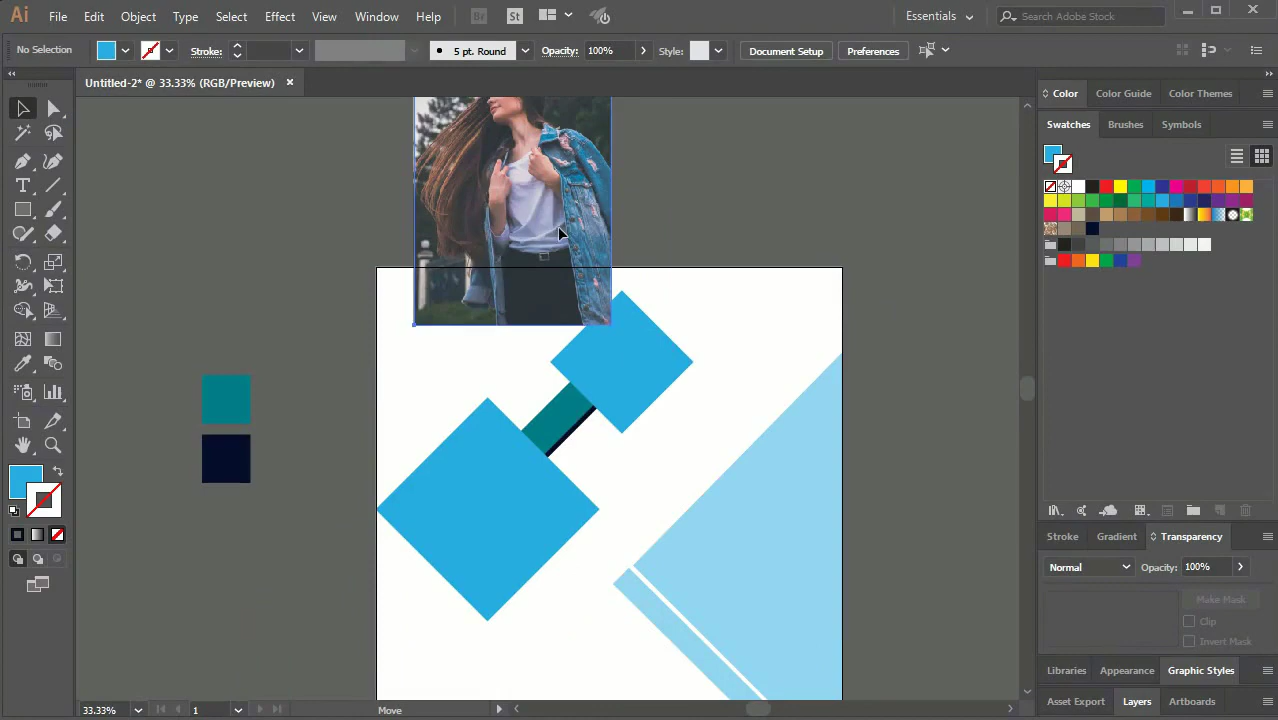 Ai File Edit Object Type Select Effect View Window Help Br St Essentials Search Adobe Stock
No Selection Stroke: 5 pt. Round Opacity: 100% Style: Document Setup Preferences
Untitled-2* @ 33.33% (RGB/Preview)
Color Color Guide Color Themes
Swatches Brushes Symbols
Stroke Gradient Transparency
Normal Opacity: 100%
Make Mask
Clip
Invert Mask
Libraries Appearance Graphic Styles
Asset Export Layers Artboards
33.33% 1 Move